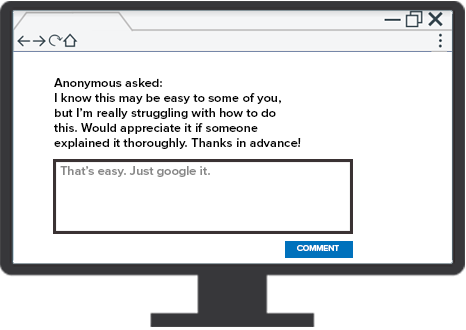 Anonymous asked:
I know this may be easy to some of you,
but I'm really struggling with how to do
this. Would appreciate it if someone
explained it thoroughly. Thanks in advance!
That's easy. Just google it.
COMMENT